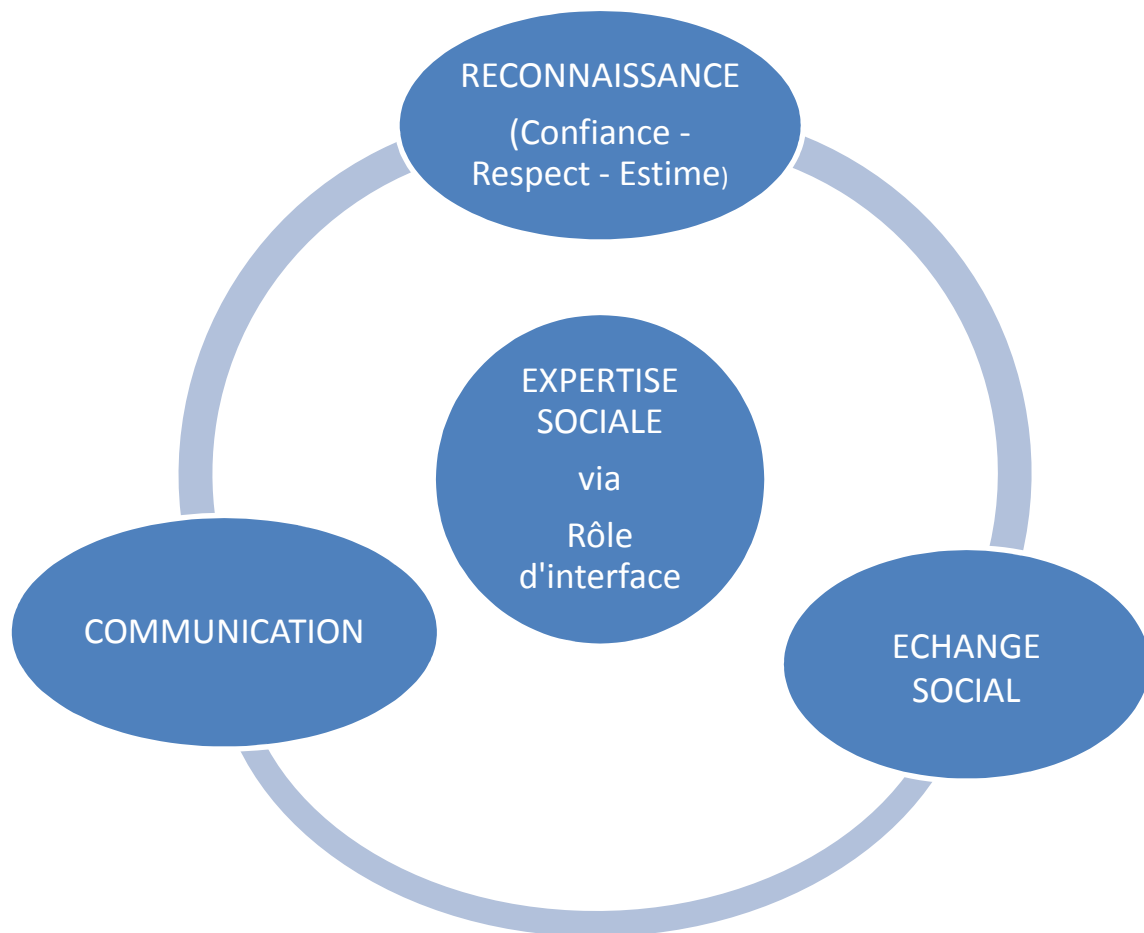 RECONNAISSANCE
(Confiance -
Respect - Estime)
EXPERTISE
SOCIALE
via
Rôle
d'interface
COMMUNICATION
ECHANGE
SOCIAL